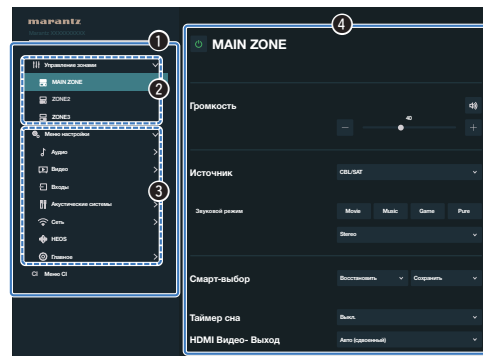 marantz
1
Управление зонами
MAIN ZONE
2
ZONE2
ZONE3
Меню настройки
Аудио
Видео
Входы
3
Акустические системы
Сеть
HEOS
Главное
CI Меню CI
4
MAIN ZONE
Громкость
40
Источник
CBL/SAT
Звуковой режим
Movie Music Game Pure
Stereo
Смарт-выбор
Восстановить Сохранить
Таймер сна
Выкл.
HDMI Видео- Выход
Авто (сдвоенный)